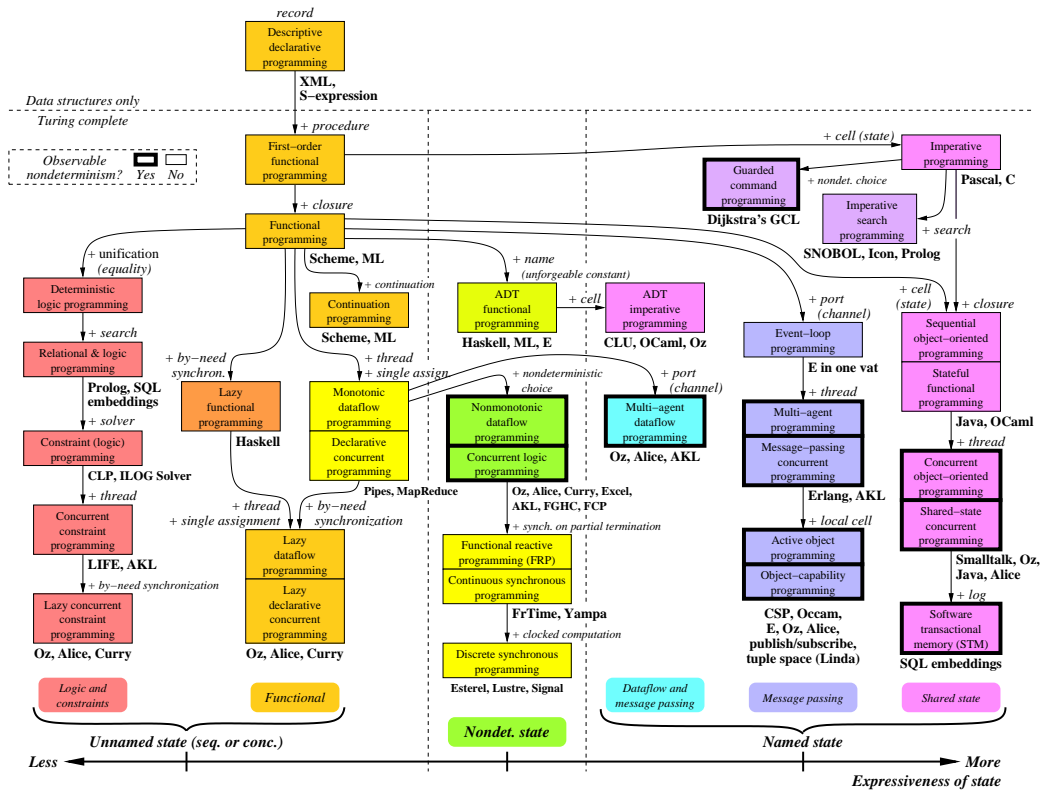 record
Descriptive
declarative
programming
XML,
S−expression
Data structures only
Turing complete
+ procedure
+ cell (state)
First−order
functional
programming
Imperative
programming
Observable
nondeterminism?
Yes
No
Guarded
command
programming
+ nondet. choice
Pascal, C
Dijkstra's GCL
Imperative
search
programming
+ search
SNOBOL, Icon, Prolog
+ closure
Functional
programming
Scheme, ML
+ unification
(equality)
+ continuation
+ name
(unforgeable constant)
+ cell
(state)
+ closure
+ port
(channel)
Deterministic
logic programming
Continuation
programming
Scheme, ML
ADT
functional
programming
+ cell
ADT
imperative
programming
Haskell, ML, E
CLU, OCaml, Oz
Event−loop
programming
E in one vat
Sequential
object−oriented
programming
Stateful
functional
programming
Java, OCaml
+ search
Relational & logic
programming
Prolog, SQL
embeddings
+ by−need
synchron.
+ thread
+ single assign.
+ nondeterministic
choice
+ port
(channel)
+ thread
Lazy
functional
programming
Haskell
Monotonic
dataflow
programming
Declarative
concurrent
programming
Pipes, MapReduce
Nonmonotonic
dataflow
programming
Concurrent logic
programming
Oz, Alice, Curry, Excel,
AKL, FGHC, FCP
Multi−agent
dataflow
programming
Oz, Alice, AKL
Multi−agent
programming
Message−passing
concurrent
programming
Erlang, AKL
+ thread
Concurrent
object−oriented
programming
Shared−state
concurrent
programming
Smalltalk, Oz,
Java, Alice
+ solver
Constraint (logic)
programming
CLP, ILOG Solver
+ thread
Concurrent
constraint
programming
LIFE, AKL
+ by−need synchronization
Lazy concurrent
constraint
programming
Oz, Alice, Curry
+ thread
+ single assignment
+ by−need
synchronization
Lazy
dataflow
programming
Lazy
declarative
concurrent
programming
Oz, Alice, Curry
+ synch. on partial termination
Functional reactive
programming (FRP)
Continuous synchronous
programming
FrTime, Yampa
+ clocked computation
Discrete synchronous
programming
Esterel, Lustre, Signal
+ local cell
Active object
programming
Object−capability
programming
CSP, Occam,
E, Oz, Alice,
publish/subscribe,
tuple space (Linda)
+ log
Software
transactional
memory (STM)
SQL embeddings
Logic and
constraints
Functional
Dataflow and
message passing
Message passing
Shared state
Unnamed state (seq. or conc.)
Nondet. state
Named state
Less
More
Expressiveness of state